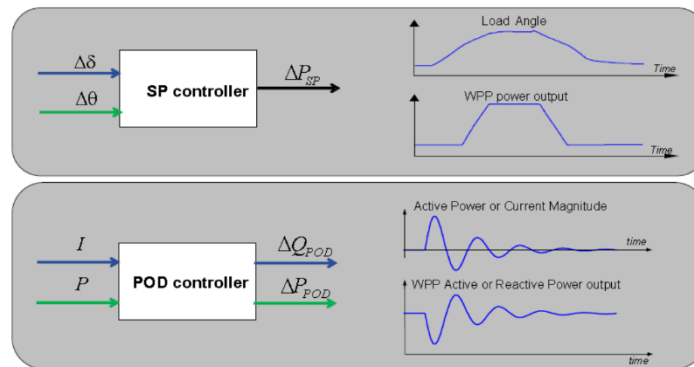 Δδ
Δθ
SP controller
ΔP_SP
Load Angle
Time
WPP power output
Time
I
P
POD controller
ΔQ_POD
ΔP_POD
Active Power or Current Magnitude
time
WPP Active or Reactive Power output
time